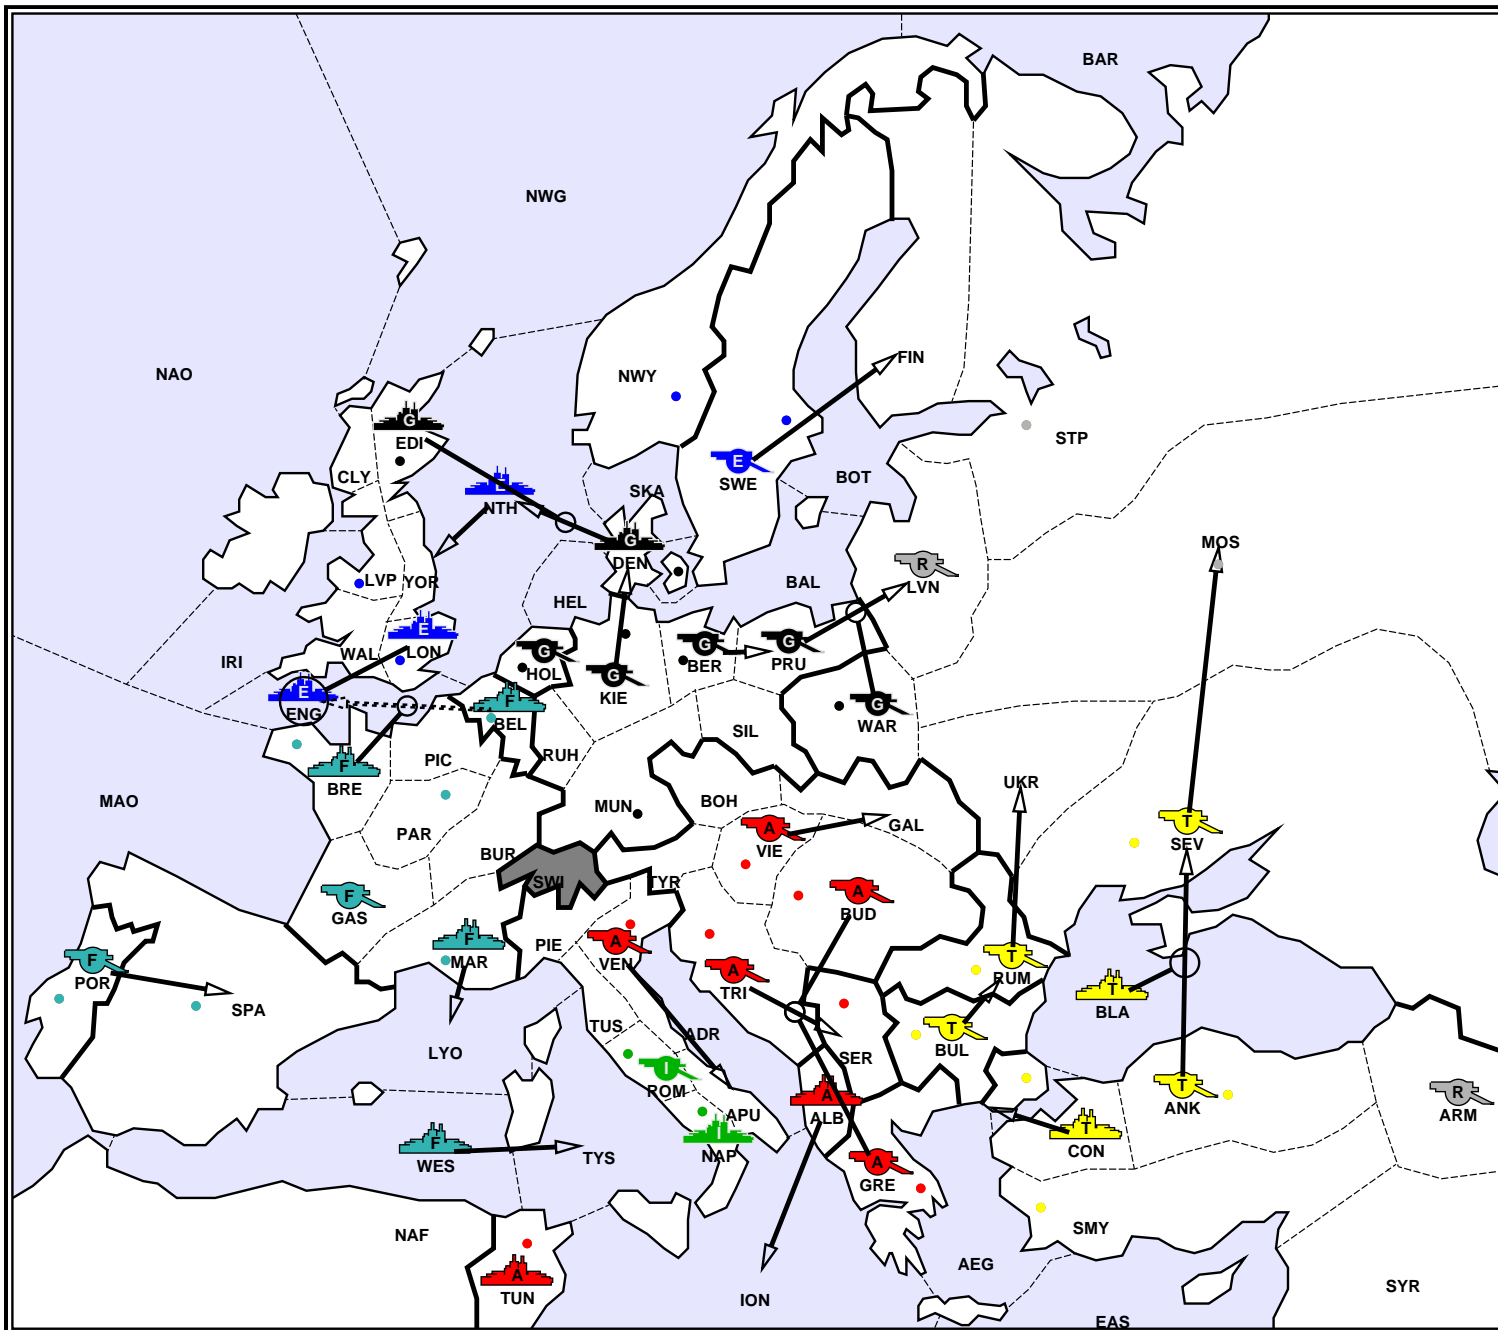 BAR
NWG
NAO
FIN
NWY
STP
G
EDI
CLY
E
SWE
BOT
SKA
E
NTH
MOS
G
DEN
R
LVN
BAL
LVP
YOR
HEL
E
LON
WAL
IRI
G
HOL
G
BER
G
PRU
G
KIE
E
ENG
F
BEL
G
WAR
SIL
RUH
PIC
F
BRE
UKR
MAO
BOH
MUN
PAR
A
VIE
GAL
T
SEV
BUR
SWI
TYR
F
GAS
A
BUD
F
MAR
PIE
A
VEN
F
POR
T
RUM
A
TRI
T
BLA
SPA
TUS
ADR
T
BUL
LYO
SER
I
ROM
T
ANK
R
ARM
A
ALB
APU
I
NAP
T
CON
F
WES
TYS
A
GRE
SMY
NAF
AEG
A
TUN
ION
SYR
EAS